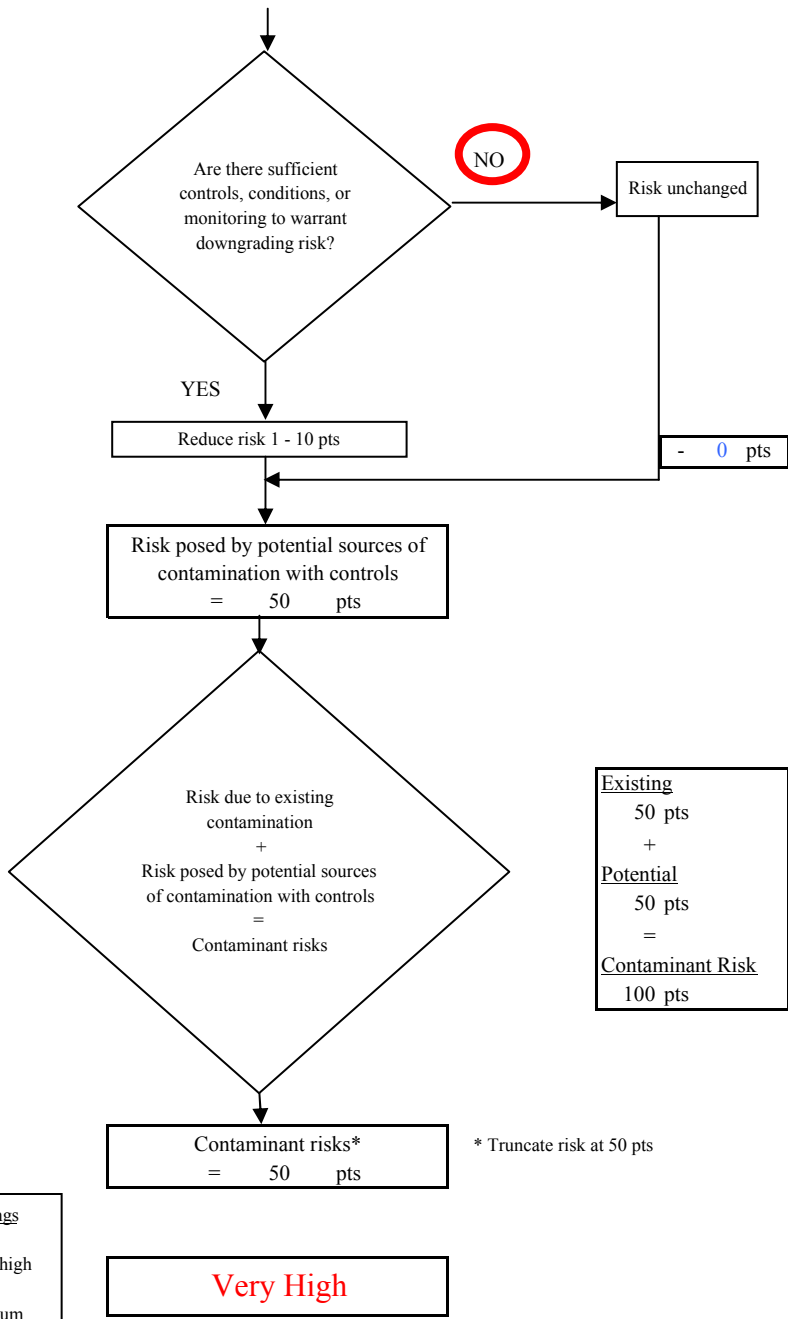 Are there sufficient
controls, conditions, or
monitoring to warrant
downgrading risk?
NO
Risk unchanged
YES
Reduce risk 1 - 10 pts
- 0 pts
Risk posed by potential sources of
contamination with controls
= 50 pts
Risk due to existing
contamination
+
Risk posed by potential sources
of contamination with controls
=
Contaminant risks
Existing
50 pts
+
Potential
50 pts
=
Contaminant Risk
100 pts
Contaminant risks*
= 50 pts
* Truncate risk at 50 pts
high
Very High